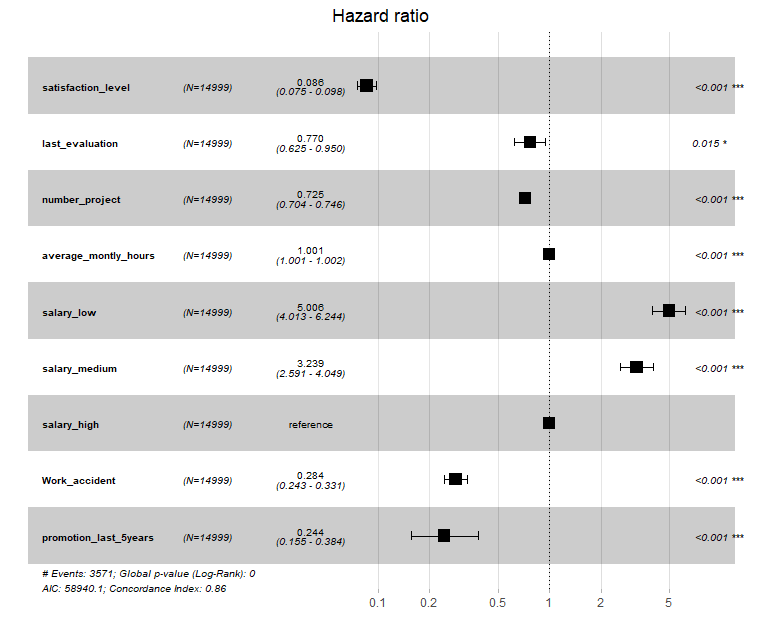 Hazard ratio
satisfaction_level (N=14999) 0.086 <0.001 ***
(0.075 - 0.098)
last_evaluation (N=14999) 0.770 0.015 *
(0.625 - 0.950)
number_project (N=14999) 0.725 <0.001 ***
(0.704 - 0.746)
average_montly_hours (N=14999) 1.001 <0.001 ***
(1.001 - 1.002)
salary_low (N=14999) 5.006 <0.001 ***
(4.013 - 6.244)
salary_medium (N=14999) 3.239 <0.001 ***
(2.591 - 4.049)
salary_high (N=14999) reference
Work_accident (N=14999) 0.284 <0.001 ***
(0.243 - 0.331)
promotion_last_5years (N=14999) 0.244 <0.001 ***
(0.155 - 0.384)
# Events: 3571; Global p-value (Log-Rank): 0
AIC: 58940.1; Concordance Index: 0.86
0.1 0.2 0.5 1 2 5